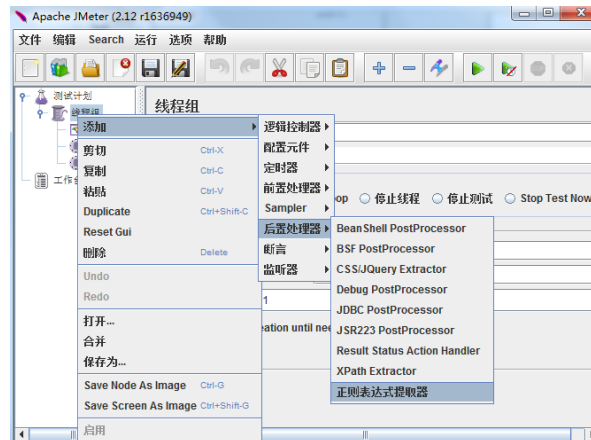 Apache JMeter (2.12 r1636949)
文件 编辑 Search 运行 选项 帮助
测试计划
线程组
线程组
添加
逻辑控制器
剪切 Ctrl-X
配置元件
复制 Ctrl-C
定时器
粘贴 Ctrl-V
前置处理器
Duplicate Ctrl+Shift-C
Sampler
停止线程 停止测试 Stop Test Now
Reset Gui
后置处理器
BeanShell PostProcessor
删除 Delete
断言
BSF PostProcessor
Undo
监听器
CSS/JQuery Extractor
Redo
Debug PostProcessor
1
JDBC PostProcessor
打开...
JSR223 PostProcessor
合并
Result Status Action Handler
保存为...
XPath Extractor
Save Node As Image Ctrl-G
正则表达式提取器
Save Screen As Image Ctrl+Shift-G
启用